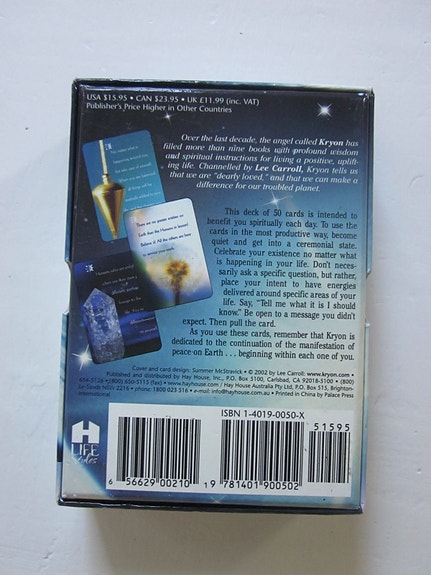 USA $15.95 • CAN $23.95 • UK £11.99 (inc. VAT)
Publisher's Price Higher in Other Countries
Over the last decade, the angel called Kryon has
filled more than nine books with profound wisdom
and spiritual instructions for living a positive, uplift-
ing life. Channelled by Lee Carroll, Kryon tells us
that we are "dearly loved," and that we can make a
difference for our troubled planet.
This deck of 50 cards is intended to
benefit you spiritually each day. To use the
cards in the most productive way, become
quiet and get into a ceremonial state.
Celebrate your existence no matter what
is happening in your life. Don't neces-
sarily ask a specific question, but rather,
place your intent to have energies
delivered around specific areas of your
life. Say, "Tell me what it is I should
know." Be open to a message you didn't
expect. Then pull the card.
As you use these cards, remember that Kryon is
dedicated to the continuation of the manifestation of
peace on Earth . . . beginning within each one of you.
Cover and card design: Summer McStravick • © 2002 by Lee Carroll: www.kryon.com •
Published and distributed by Hay House, Inc., P.O. Box 5100, Carlsbad, CA 92018-5100 • (800)
654-5126 • (800) 650-5115 (fax) • www.hayhouse.com / Hay House Australia Pty Ltd, P.O. Box 515, Brighton-
Le-Sands NSW 2216 • phone: 1800 023 516 • e-mail: info@hayhouse.com.au • Printed in China by Palace Press
International
H
LIFE
Styles
ISBN 1-4019-0050-X
51595
6 56629 00210 1
9 781401 900502